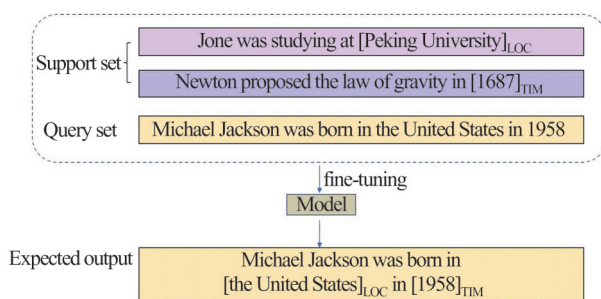 Support set
Jone was studying at [Peking University]LOC
Newton proposed the law of gravity in [1687]TIM
Query set
Michael Jackson was born in the United States in 1958
fine-tuning
Model
Expected output
Michael Jackson was born in
[the United States]LOC in [1958]TIM